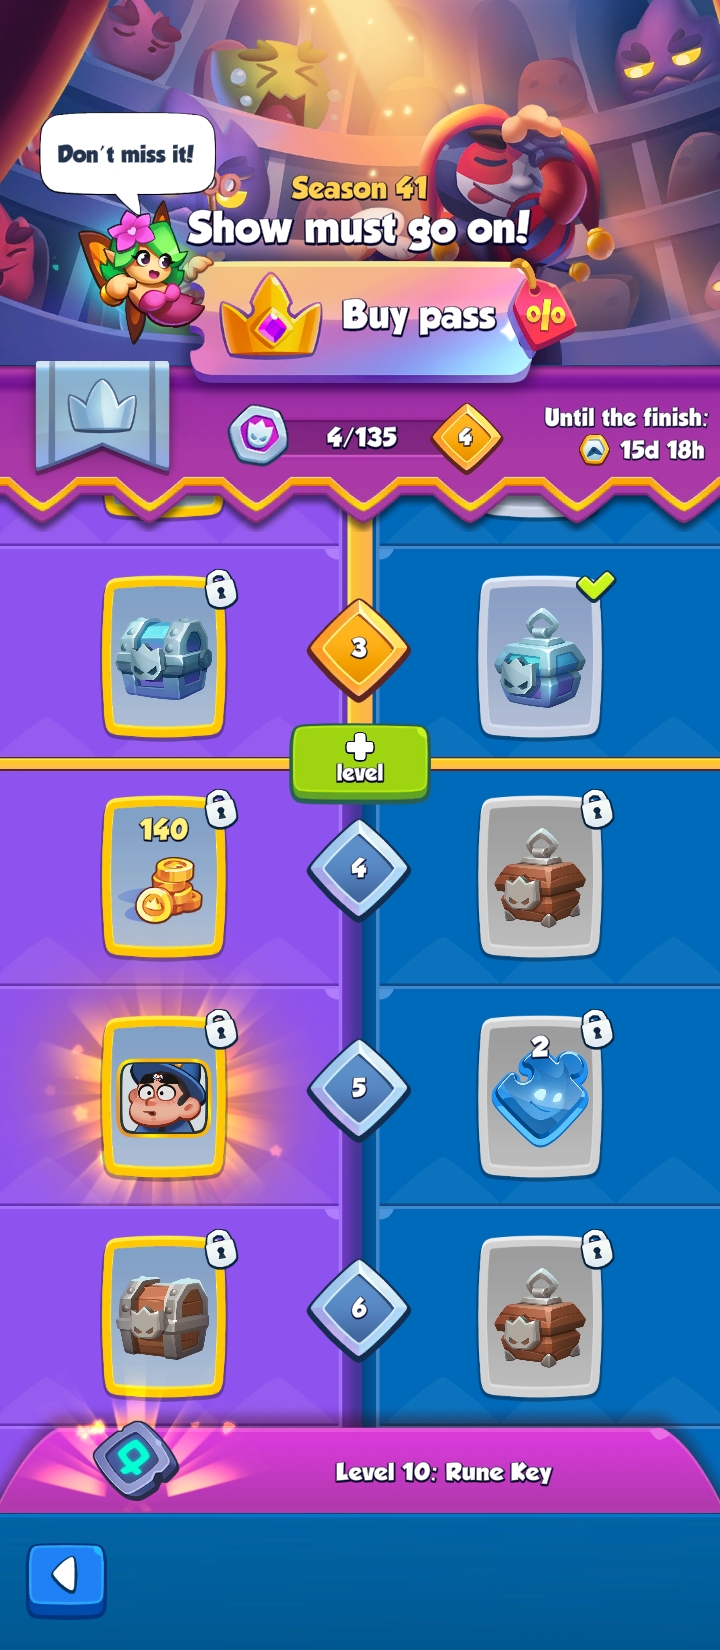 Don't miss it!
Season 41
Show must go on!
Buy pass
%
4/135
4
Until the finish:
15d 18h
3
+
level
140
4
5
2
6
Level 10: Rune Key